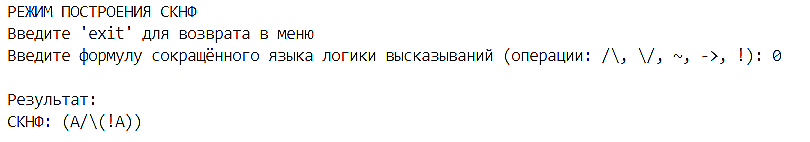 РЕЖИМ ПОСТРОЕНИЯ СКНФ
Введите 'exit' для возврата в меню
Введите формулу сокращённого языка логики высказываний (операции: /\, \/, ~, ->, !): 0
Результат:
СКНФ: (A/\(!A))